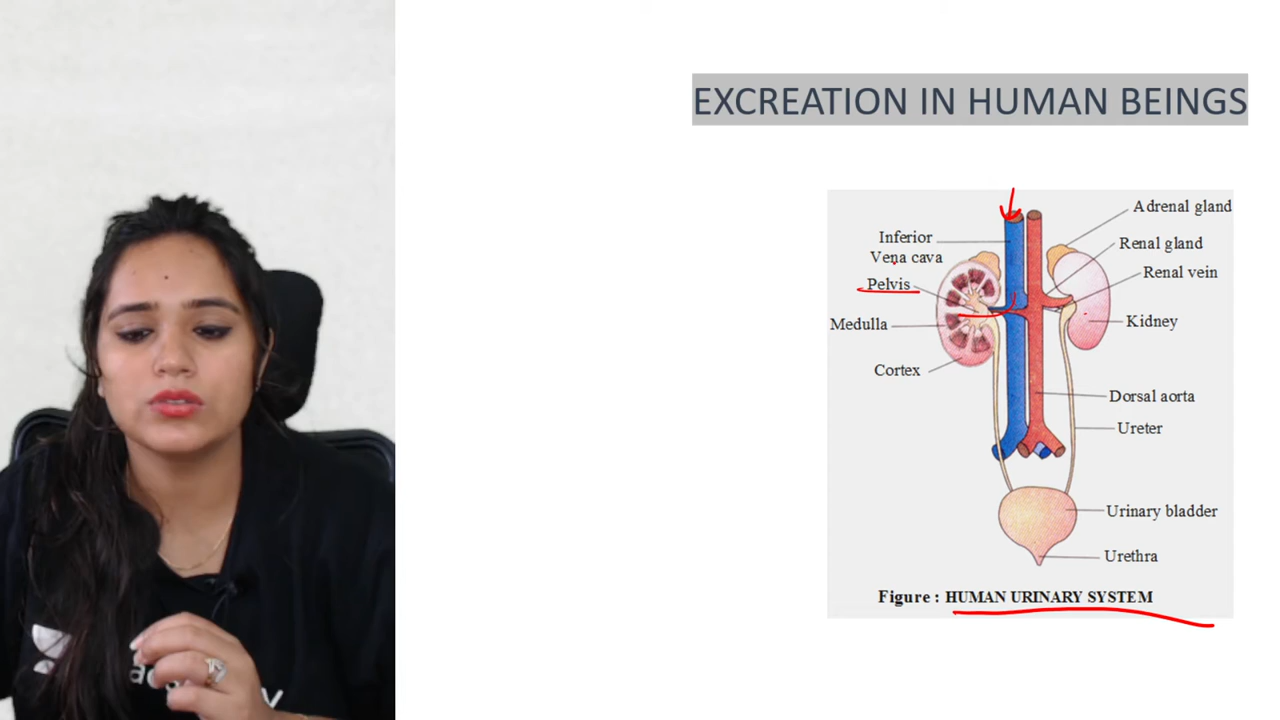 EXCREATION IN HUMAN BEINGS
Adrenal gland
Inferior
Vena cava
Renal gland
Renal vein
Pelvis
Medulla
Kidney
Cortex
Dorsal aorta
Ureter
Urinary bladder
Urethra
Figure : HUMAN URINARY SYSTEM